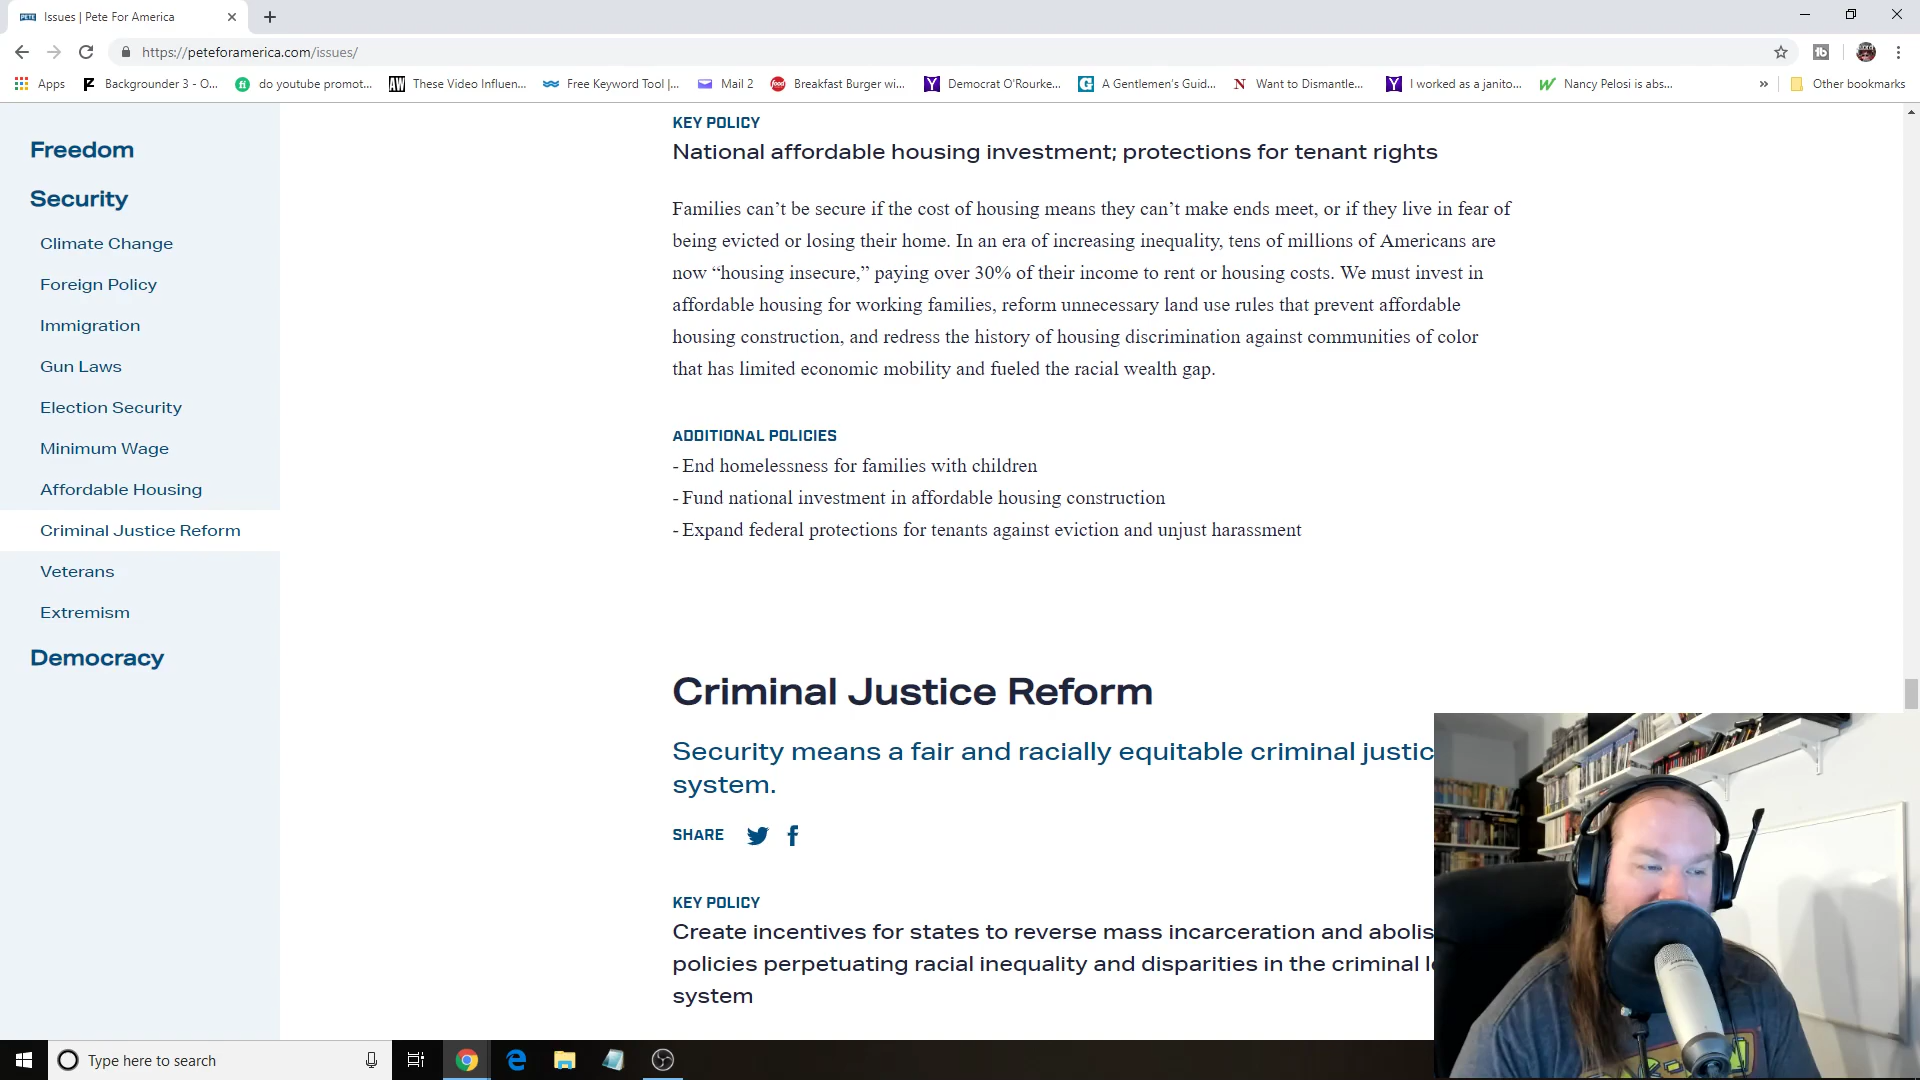 PETE Issues | Pete For America
https://peteforamerica.com/issues/
Apps Backgrounder 3 - O... do youtube promot... These Video Influen... Free Keyword Tool |... Mail 2 Breakfast Burger wi... Democrat O'Rourke... A Gentlemen's Guid... Want to Dismantle... I worked as a janito... Nancy Pelosi is abs... » Other bookmarks
Freedom
Security
Climate Change
Foreign Policy
Immigration
Gun Laws
Election Security
Minimum Wage
Affordable Housing
Criminal Justice Reform
Veterans
Extremism
Democracy
KEY POLICY
National affordable housing investment; protections for tenant rights
Families can’t be secure if the cost of housing means they can’t make ends meet, or if they live in fear of
being evicted or losing their home. In an era of increasing inequality, tens of millions of Americans are
now “housing insecure,” paying over 30% of their income to rent or housing costs. We must invest in
affordable housing for working families, reform unnecessary land use rules that prevent affordable
housing construction, and redress the history of housing discrimination against communities of color
that has limited economic mobility and fueled the racial wealth gap.
ADDITIONAL POLICIES
- End homelessness for families with children
- Fund national investment in affordable housing construction
- Expand federal protections for tenants against eviction and unjust harassment
Criminal Justice Reform
Security means a fair and racially equitable criminal justic
system.
SHARE
KEY POLICY
Create incentives for states to reverse mass incarceration and abolis
policies perpetuating racial inequality and disparities in the criminal l
system
Type here to search